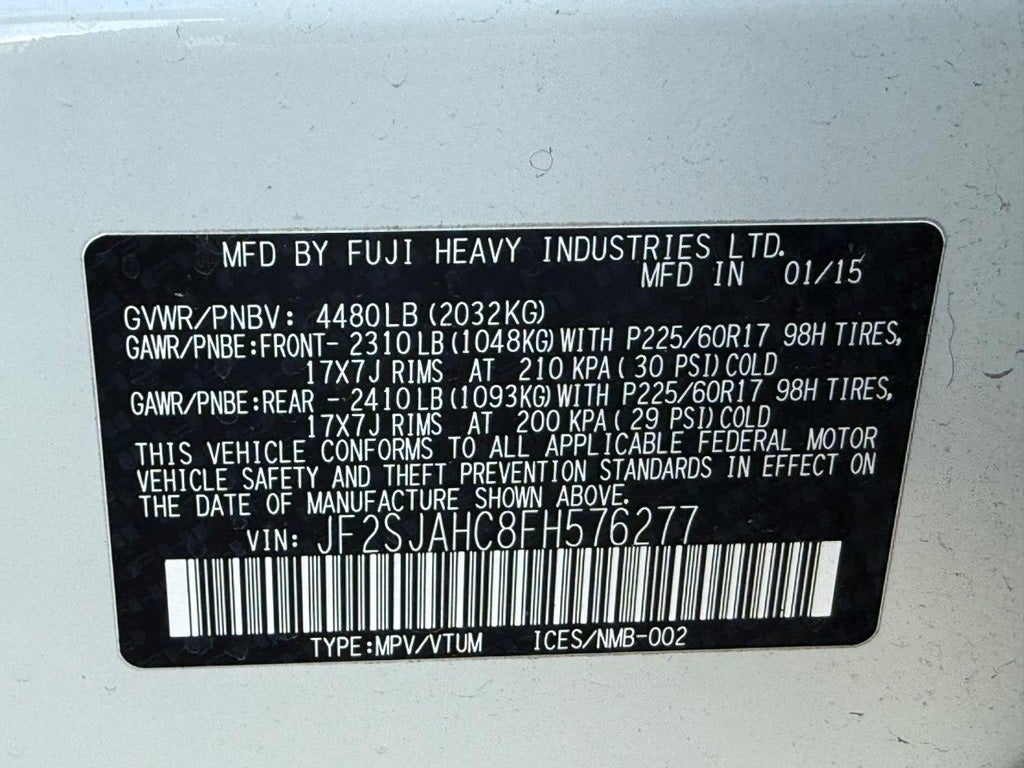 MFD BY FUJI HEAVY INDUSTRIES LTD.
MFD IN 01/15
GVWR/PNBV: 4480LB(2032KG)
GAWR/PNBE:FRONT- 2310LB(1048KG)WITH P225/60R17 98H TIRES,
17X7J RIMS AT 210 KPA( 30 PSI)COLD
GAWR/PNBE:REAR - 2410LB(1093KG)WITH P225/60R17 98H TIRES,
17X7J RIMS AT 200 KPA( 29 PSI)COLD
THIS VEHICLE CONFORMS TO ALL APPLICABLE FEDERAL MOTOR
VEHICLE SAFETY AND THEFT PREVENTION STANDARDS IN EFFECT ON
THE DATE OF MANUFACTURE SHOWN ABOVE.
VIN: JF2SJAHC8FH576277
TYPE:MPV/VTUM ICES/NMB-002